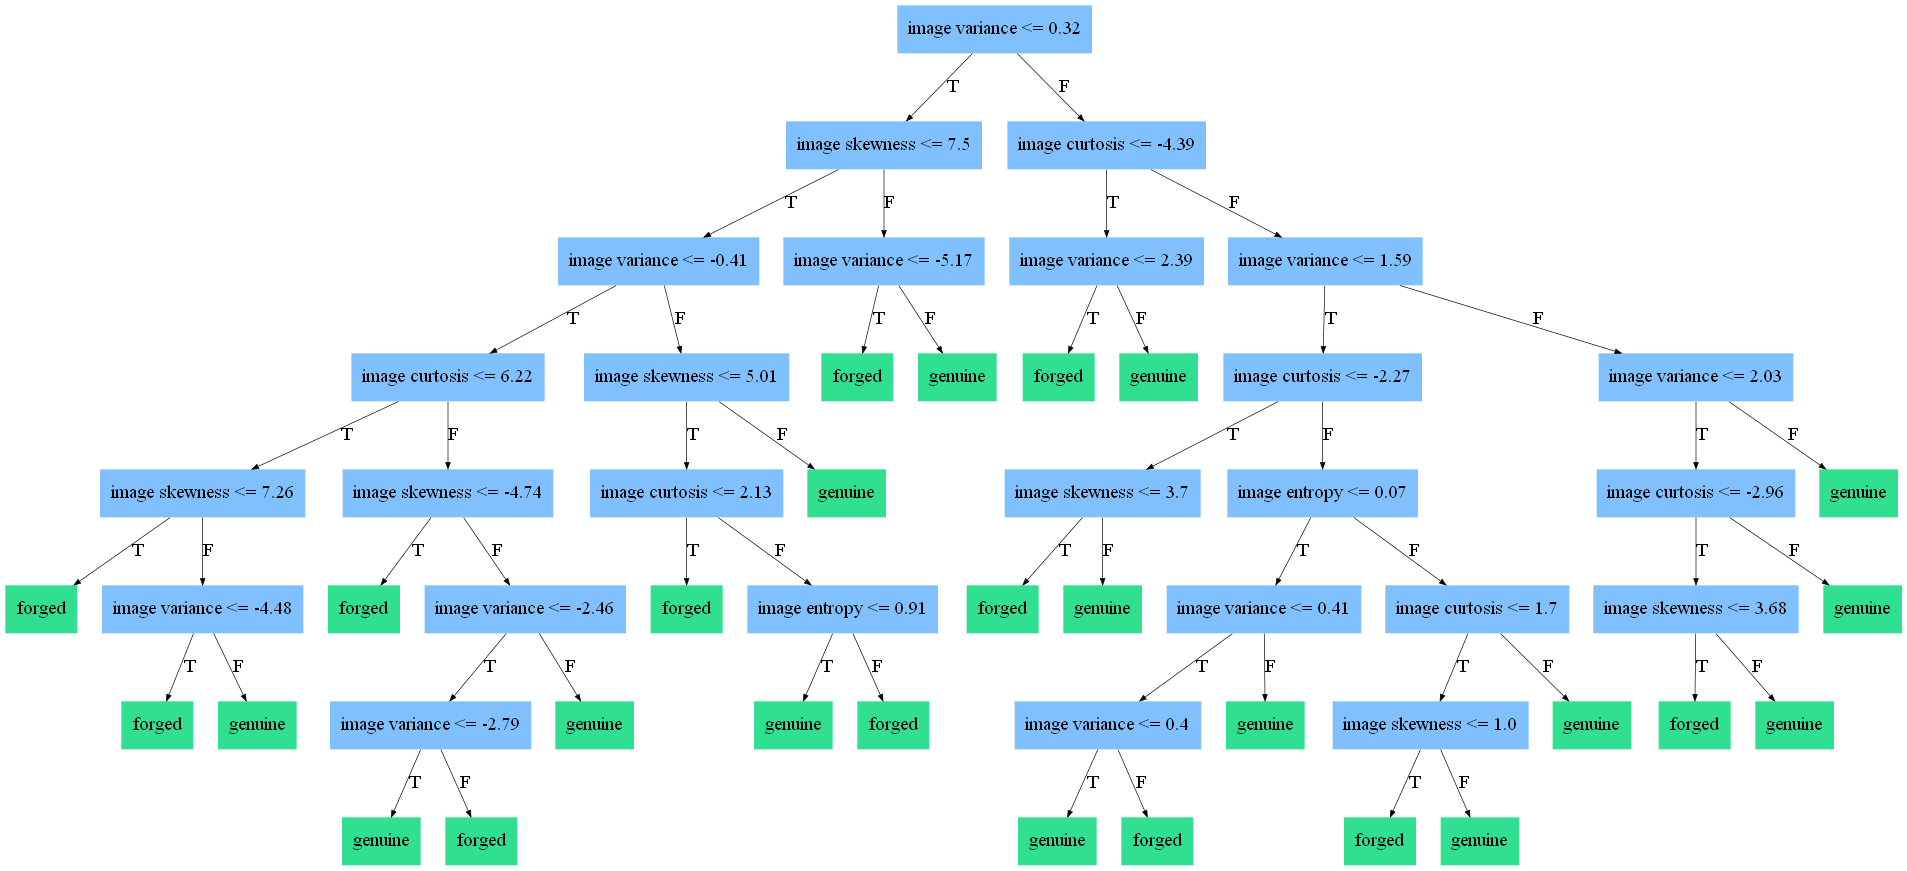 image variance <= 0.32
T
F
image skewness <= 7.5
image curtosis <= -4.39
T
F
T
F
image variance <= -0.41
image variance <= -5.17
image variance <= 2.39
image variance <= 1.59
T
F
T
F
T
F
T
F
image curtosis <= 6.22
image skewness <= 5.01
forged
genuine
forged
genuine
image curtosis <= -2.27
image variance <= 2.03
T
F
T
F
T
F
T
F
image skewness <= 7.26
image skewness <= -4.74
image curtosis <= 2.13
genuine
image skewness <= 3.7
image entropy <= 0.07
image curtosis <= -2.96
genuine
T
F
T
F
T
F
T
F
T
F
T
F
forged
image variance <= -4.48
forged
image variance <= -2.46
forged
image entropy <= 0.91
forged
genuine
image variance <= 0.41
image curtosis <= 1.7
image skewness <= 3.68
genuine
T
F
T
F
T
F
T
F
T
F
T
F
forged
genuine
image variance <= -2.79
genuine
genuine
forged
image variance <= 0.4
genuine
image skewness <= 1.0
genuine
forged
genuine
T
F
T
F
T
F
genuine
forged
genuine
forged
forged
genuine